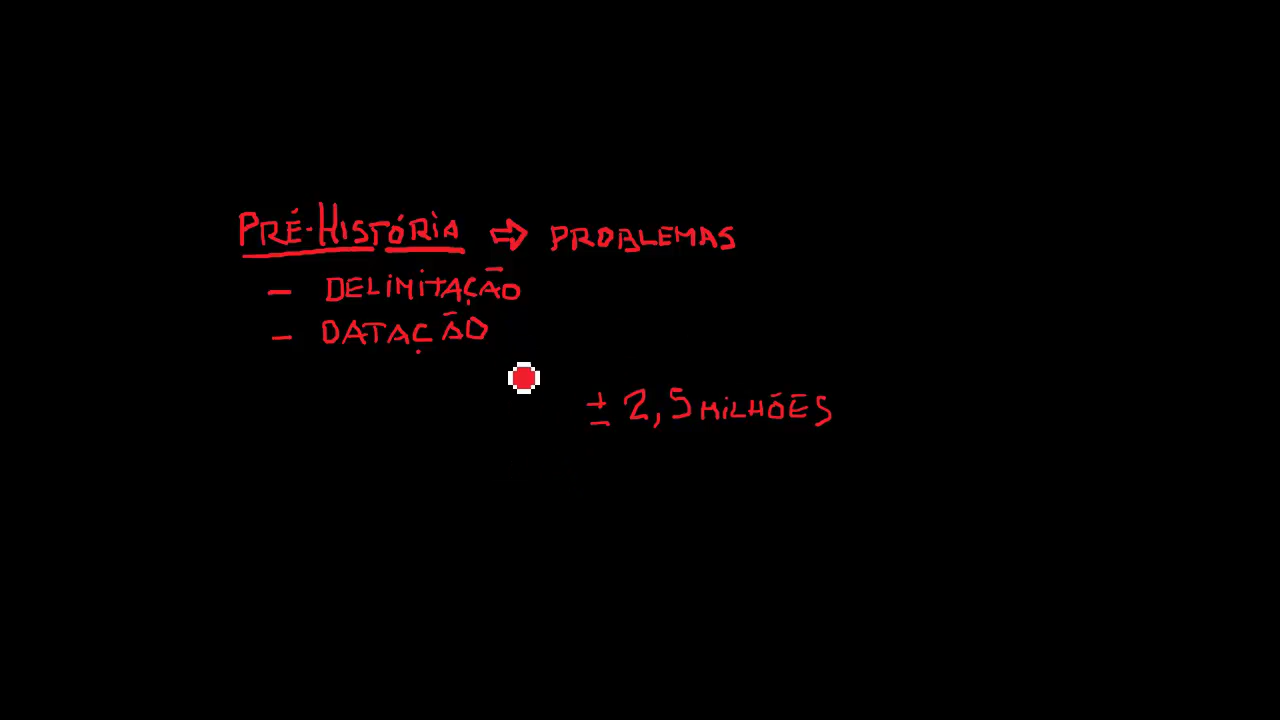 PRÉ-HISTÓRIA ⇨ PROBLEMAS
- DELIMITAÇÃO
- DATAÇÃO
± 2,5 MILHÕES